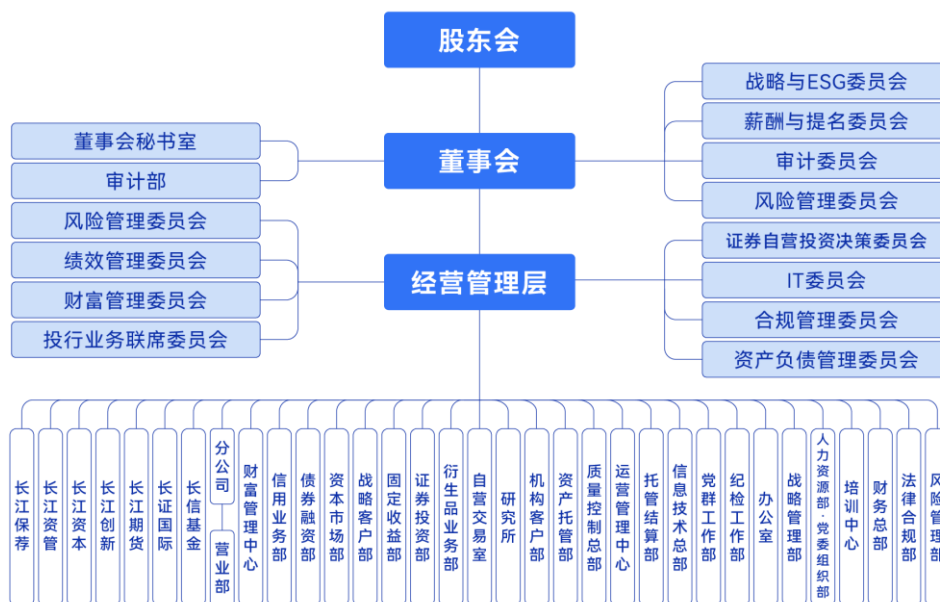 股东会
董事会
经营管理层
董事会秘书室
审计部
风险管理委员会
绩效管理委员会
财富管理委员会
投行业务联席委员会
战略与ESG委员会
薪酬与提名委员会
审计委员会
风险管理委员会
证券自营投资决策委员会
IT委员会
合规管理委员会
资产负债管理委员会
长江保荐
长江资管
长江资本
长江创新
长江期货
长证国际
长信基金
分公司
营业部
财富管理中心
信用业务部
债券融资部
资本市场部
战略客户部
固定收益部
证券投资部
衍生品业务部
自营交易室
研究所
机构客户部
资产托管部
质量控制总部
运营管理中心
托管结算部
信息技术总部
党群工作部
纪检工作部
办公室
战略管理部
人力资源部·党委组织部
培训中心
财务总部
法律合规部
风险管理部